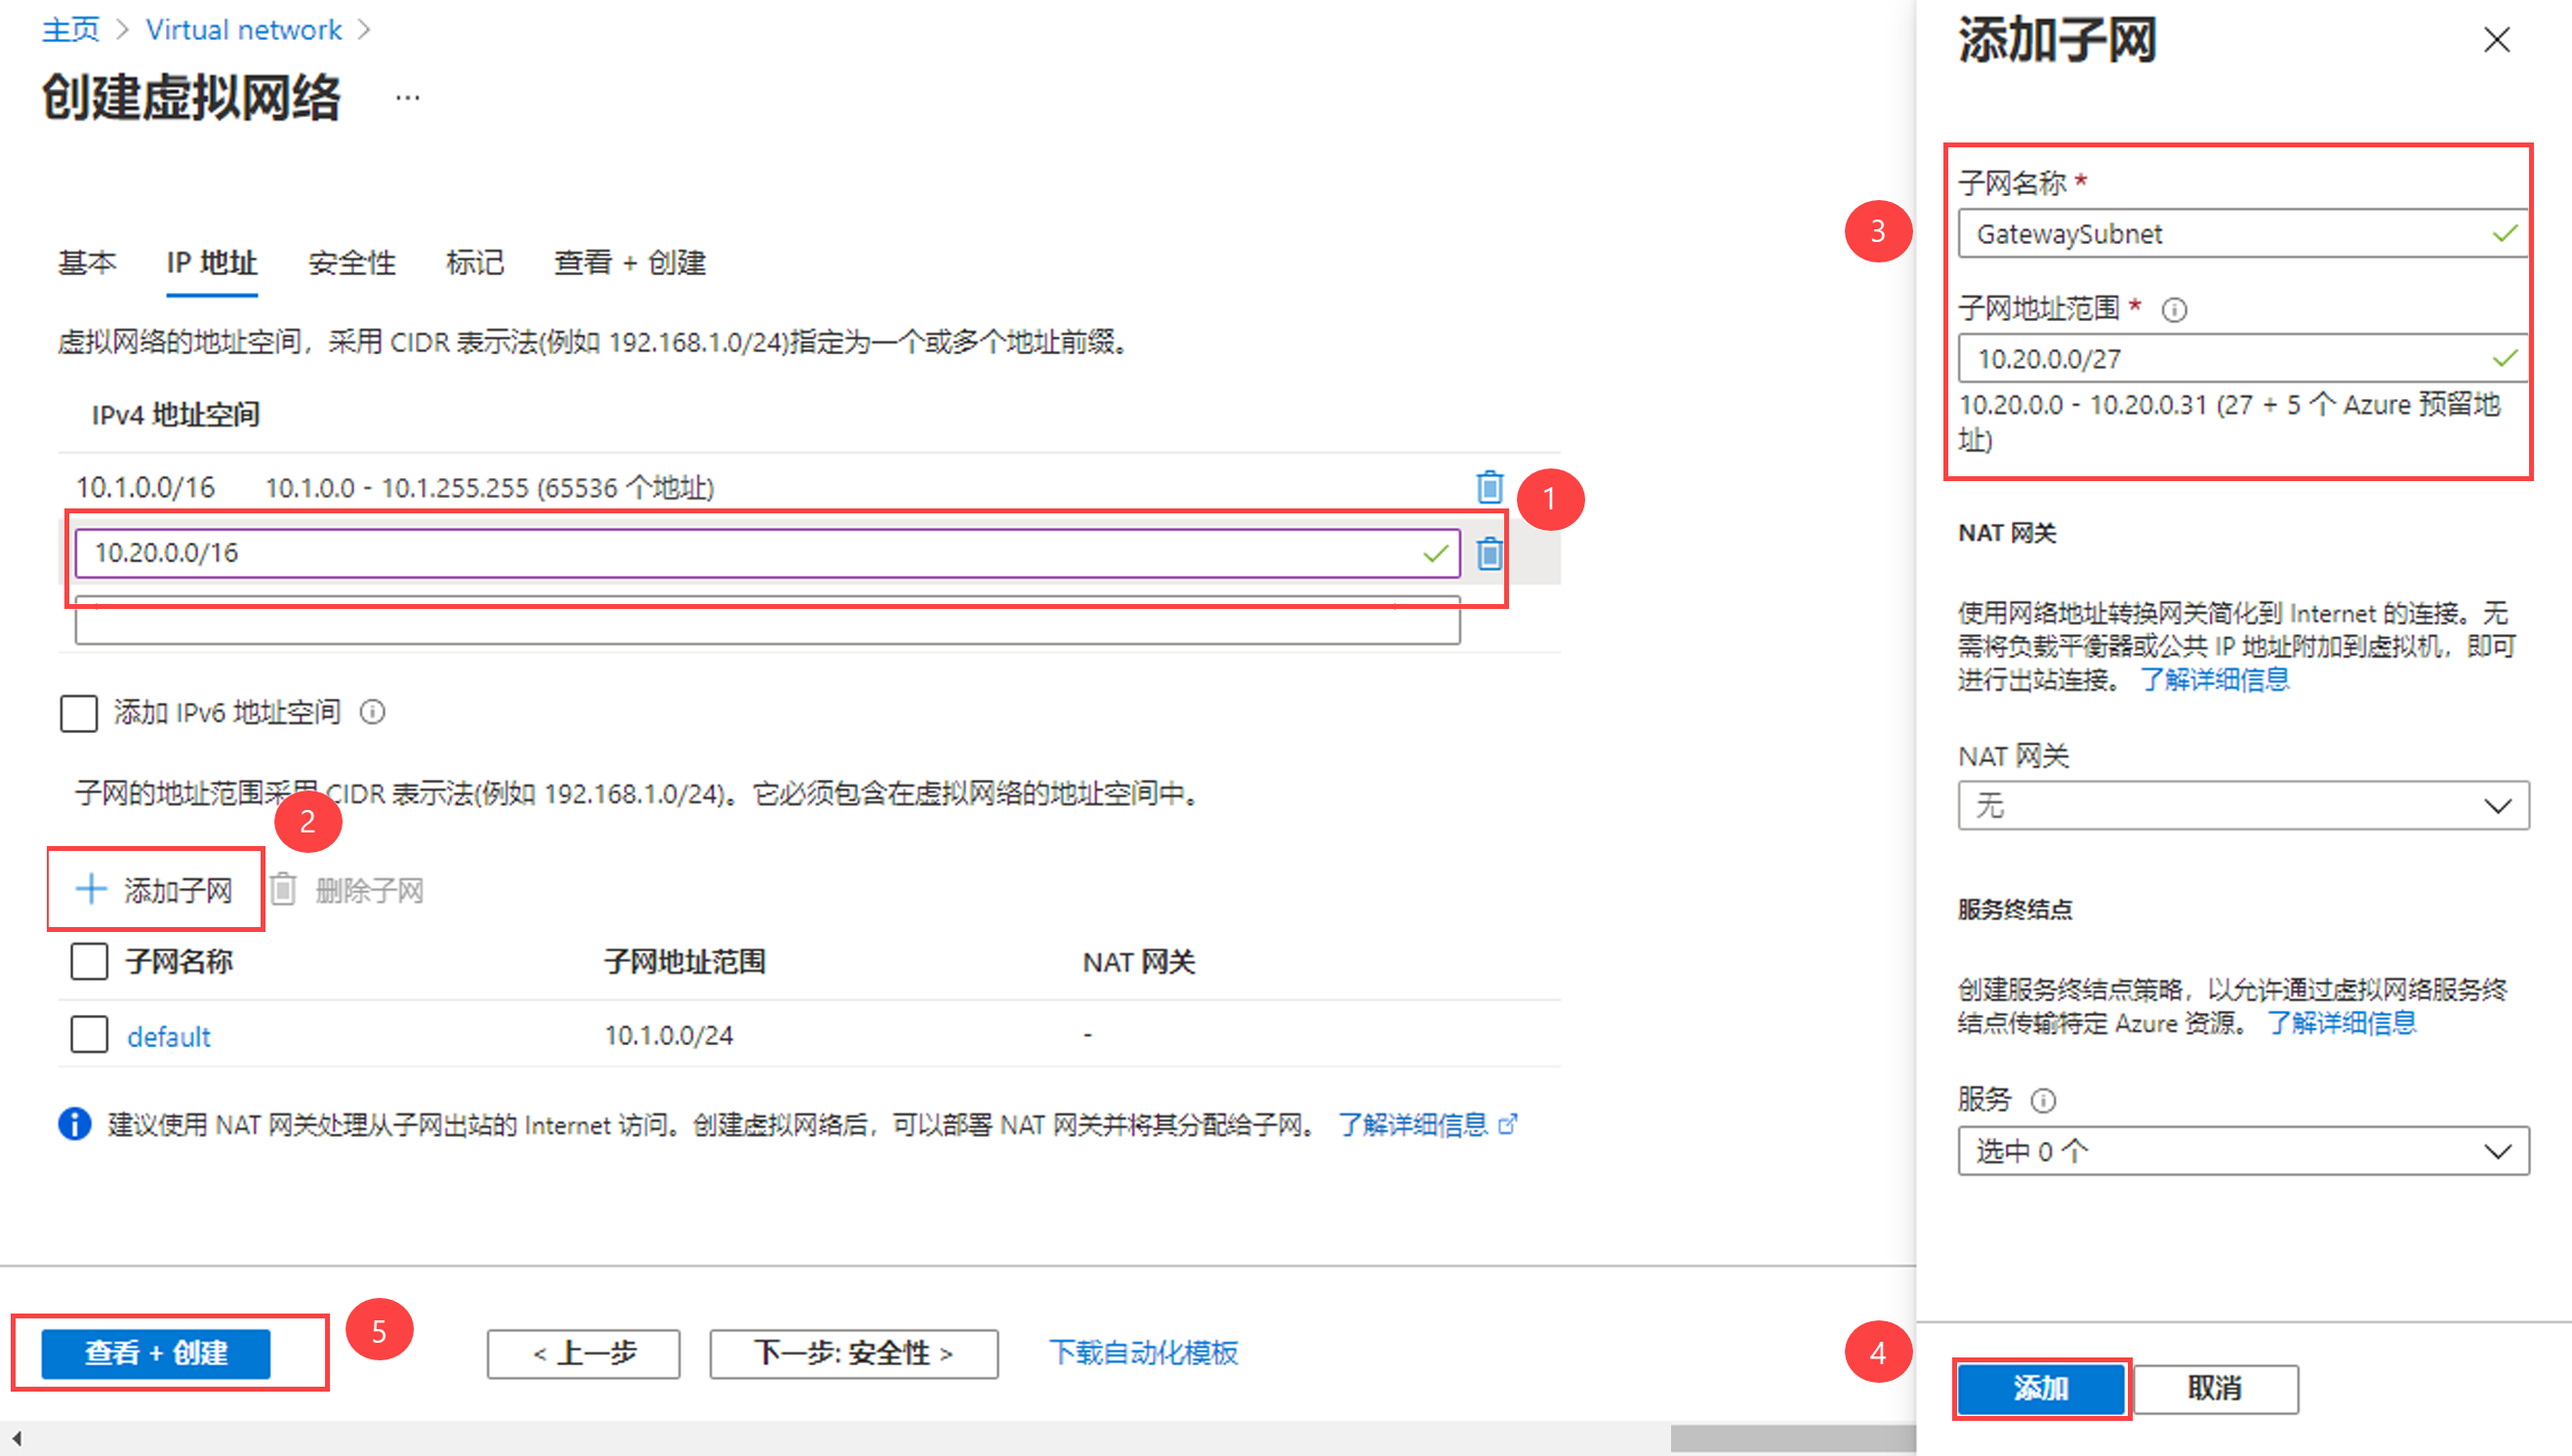 主页 > Virtual network >
创建虚拟网络 ...
基本 IP 地址 安全性 标记 查看 + 创建
虚拟网络的地址空间，采用 CIDR 表示法(例如 192.168.1.0/24)指定为一个或多个地址前缀。
IPv4 地址空间
10.1.0.0/16 10.1.0.0 - 10.1.255.255 (65536 个地址)
1
10.20.0.0/16
添加 IPv6 地址空间
子网的地址范围采用 CIDR 表示法(例如 192.168.1.0/24)。它必须包含在虚拟网络的地址空间中。
2
添加子网 删除子网
子网名称 子网地址范围 NAT 网关
default 10.1.0.0/24 -
建议使用 NAT 网关处理从子网出站的 Internet 访问。创建虚拟网络后，可以部署 NAT 网关并将其分配给子网。 了解详细信息
查看 + 创建
5
< 上一步
下一步: 安全性 >
下载自动化模板
添加子网
3
子网名称 *
GatewaySubnet
子网地址范围 *
10.20.0.0/27
10.20.0.0 - 10.20.0.31 (27 + 5 个 Azure 预留地
址)
NAT 网关
使用网络地址转换网关简化到 Internet 的连接。无
需将负载平衡器或公共 IP 地址附加到虚拟机，即可
进行出站连接。 了解详细信息
NAT 网关
无
服务终结点
创建服务终结点策略，以允许通过虚拟网络服务终
结点传输特定 Azure 资源。 了解详细信息
服务
选中 0 个
4
添加
取消